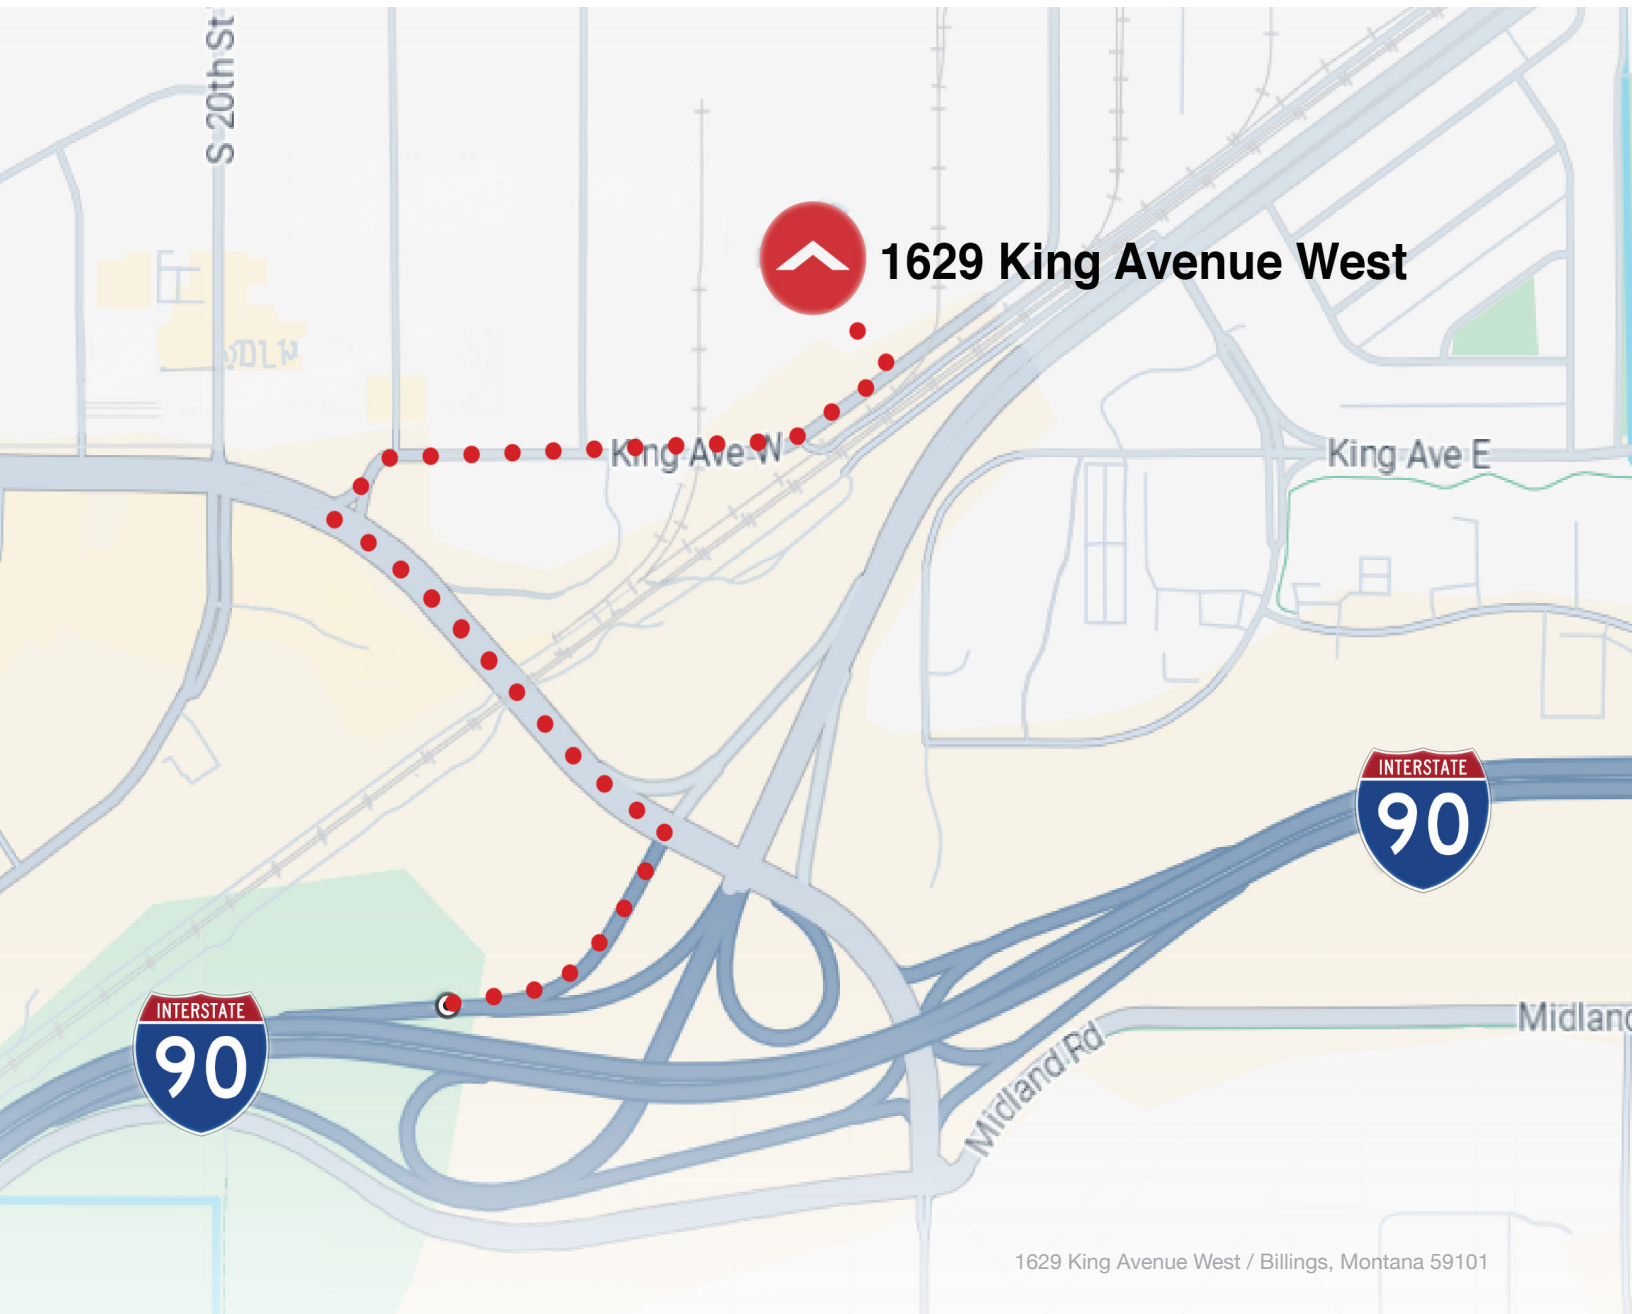 S 20th St
1629 King Avenue West
King Ave W
King Ave E
INTERSTATE
90
INTERSTATE
90
Midland Rd
Midland
1629 King Avenue West / Billings, Montana 59101